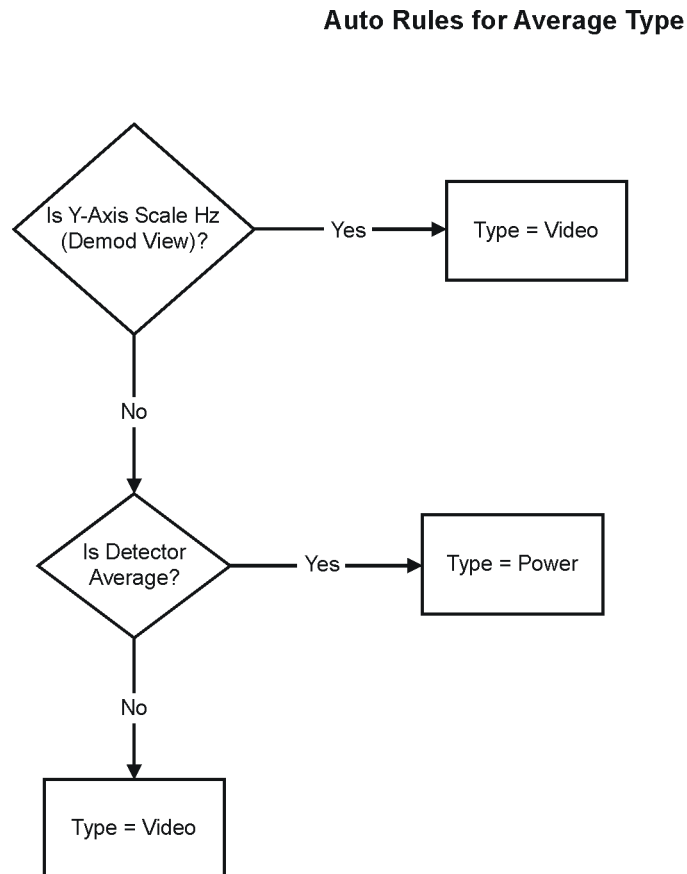 Auto Rules for Average Type
Is Y-Axis Scale Hz
(Demod View)?
Yes
Type = Video
No
Is Detector
Average?
Yes
Type = Power
No
Type = Video